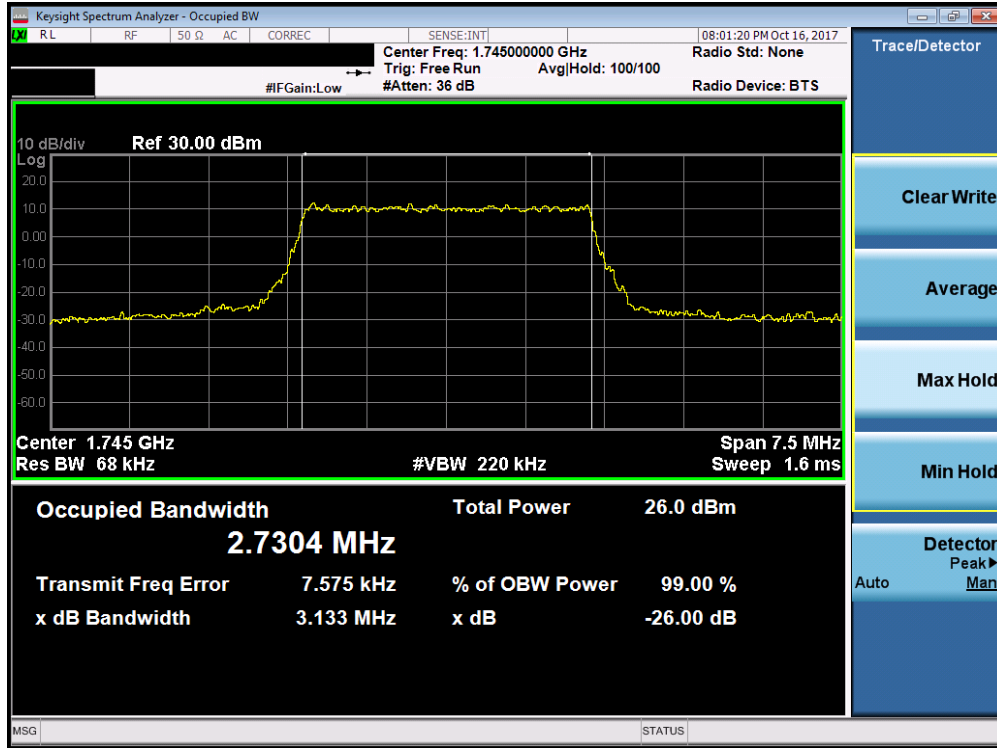 Keysight Spectrum Analyzer - Occupied BW
LXI RL RF 50 Ω AC CORREC SENSE:INT 08:01:20 PM Oct 16, 2017
Center Freq: 1.745000000 GHz Radio Std: None
Trig: Free Run Avg|Hold: 100/100
#IFGain:Low #Atten: 36 dB Radio Device: BTS
Trace/Detector
10 dB/div Ref 30.00 dBm
Log
20.0
10.0
0.00
-10.0
-20.0
-30.0
-40.0
-50.0
-60.0
Center 1.745 GHz Span 7.5 MHz
Res BW 68 kHz #VBW 220 kHz Sweep 1.6 ms
Occupied Bandwidth Total Power 26.0 dBm
2.7304 MHz
Transmit Freq Error 7.575 kHz % of OBW Power 99.00 %
x dB Bandwidth 3.133 MHz x dB -26.00 dB
Clear Write
Average
Max Hold
Min Hold
Detector
Peak▶
Auto Man
MSG STATUS